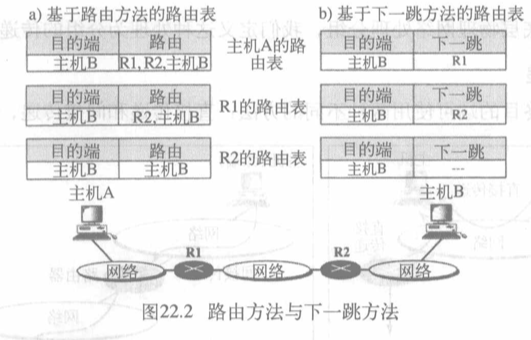 a) 基于路由方法的路由表
b) 基于下一跳方法的路由表
目的端 路由
主机B R1, R2,主机B
主机A的路由表
目的端 下一跳
主机B R1
目的端 路由
主机B R2,主机B
R1的路由表
目的端 下一跳
主机B R2
目的端 路由
主机B 主机B
R2的路由表
目的端 下一跳
主机B ---
主机A
主机B
R1
R2
网络
网络
网络
图22.2 路由方法与下一跳方法